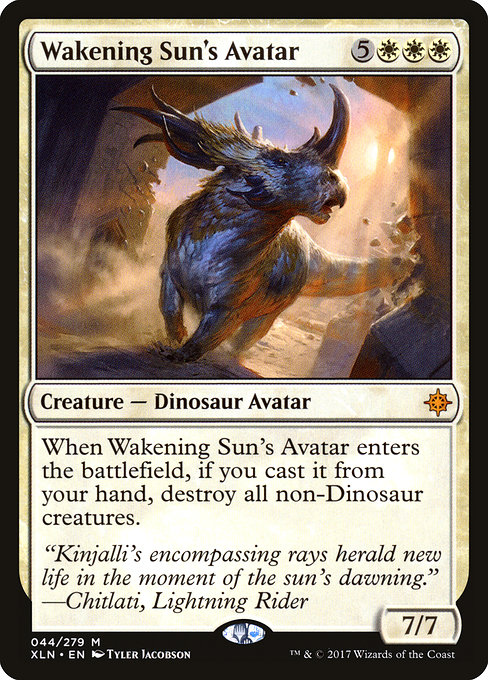 Wakening Sun's Avatar 5
Creature — Dinosaur Avatar
When Wakening Sun's Avatar enters
the battlefield, if you cast it from
your hand, destroy all non-Dinosaur
creatures.
“Kinjalli's encompassing rays herald new
life in the moment of the sun's dawning.”
—Chitlati, Lightning Rider
7/7
044/279 M
XLN • EN Tyler Jacobson
™ & © 2017 Wizards of the Coast